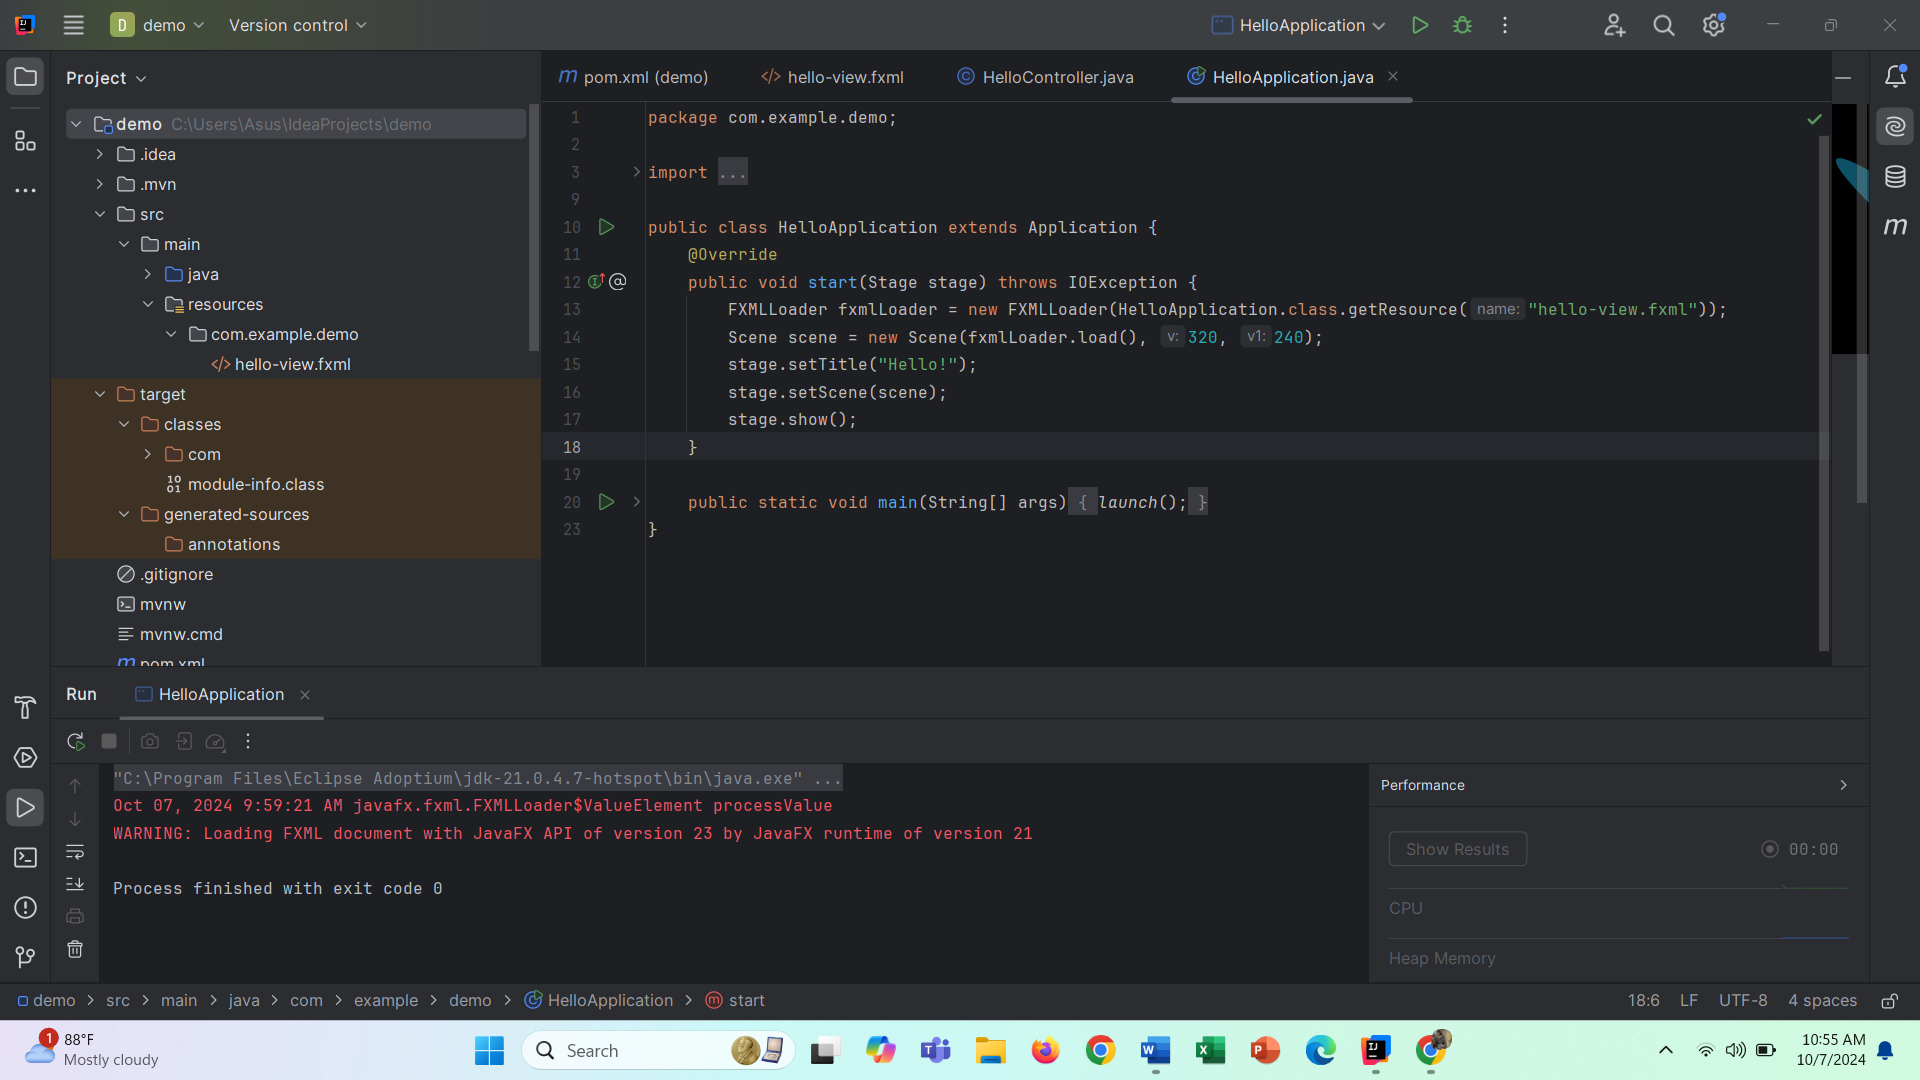 D demo Version control HelloApplication
Project
pom.xml (demo) hello-view.fxml HelloController.java HelloApplication.java
demo C:\Users\Asus\IdeaProjects\demo
.idea
.mvn
src
main
java
resources
com.example.demo
hello-view.fxml
target
classes
com
module-info.class
generated-sources
annotations
.gitignore
mvnw
mvnw.cmd
pom.xml
1 package com.example.demo;
2
3 import ...
9
10 public class HelloApplication extends Application {
11 @Override
12 public void start(Stage stage) throws IOException {
13 FXMLLoader fxmlLoader = new FXMLLoader(HelloApplication.class.getResource( name: "hello-view.fxml"));
14 Scene scene = new Scene(fxmlLoader.load(), v: 320, v1: 240);
15 stage.setTitle("Hello!");
16 stage.setScene(scene);
17 stage.show();
18 }
19
20 public static void main(String[] args) { launch(); }
23 }
Run HelloApplication
"C:\Program Files\Eclipse Adoptium\jdk-21.0.4.7-hotspot\bin\java.exe" ...
Oct 07, 2024 9:59:21 AM javafx.fxml.FXMLLoader$ValueElement processValue
WARNING: Loading FXML document with JavaFX API of version 23 by JavaFX runtime of version 21
Process finished with exit code 0
Performance
Show Results 00:00
CPU
Heap Memory
demo > src > main > java > com > example > demo > HelloApplication > start
18:6 LF UTF-8 4 spaces
1 88°F
Mostly cloudy
Search
10:55 AM
10/7/2024